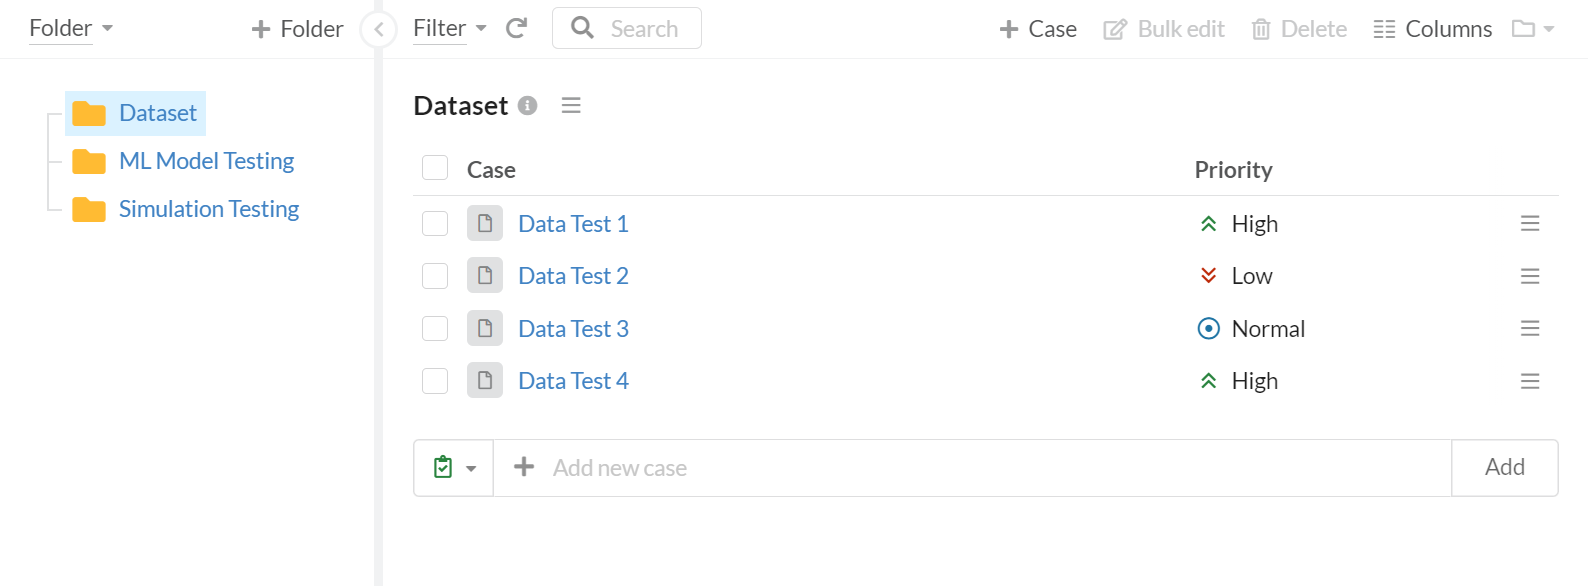 Folder
Folder
Filter
Search
Case
Bulk edit
Delete
Columns
Dataset
ML Model Testing
Simulation Testing
Dataset
Case Priority
Data Test 1 High
Data Test 2 Low
Data Test 3 Normal
Data Test 4 High
Add new case
Add